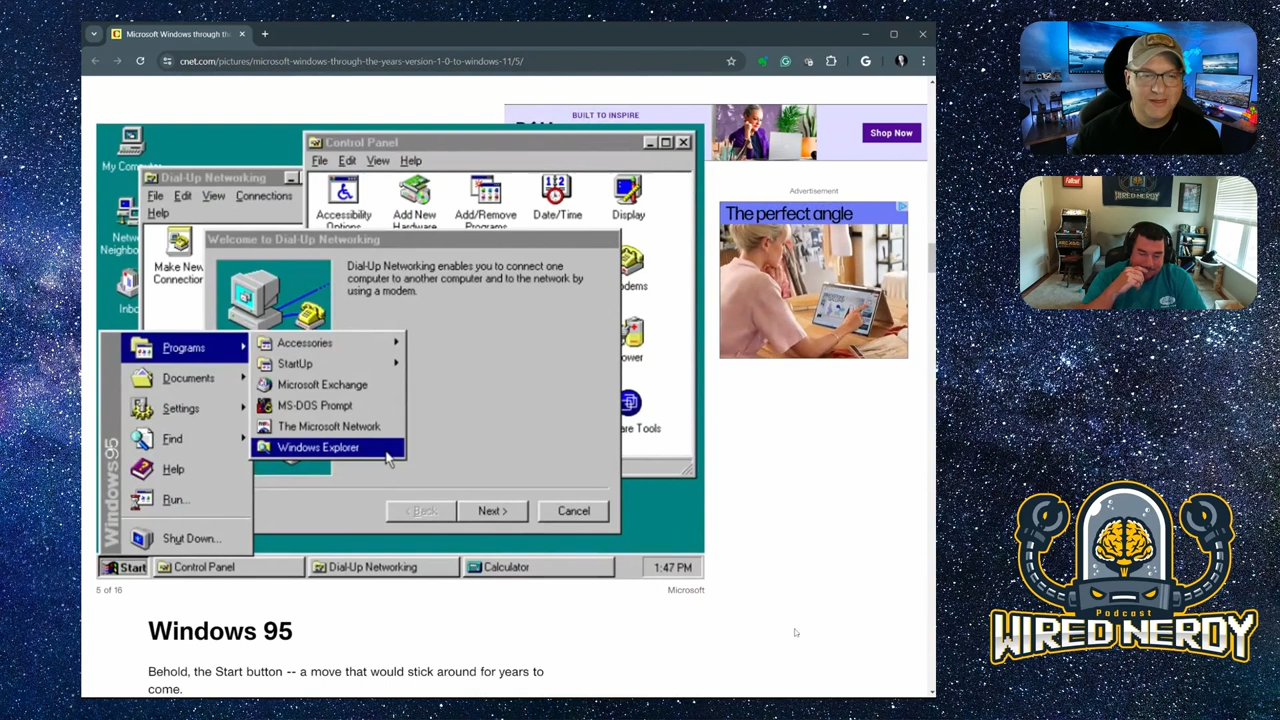 Microsoft Windows through the
cnet.com/pictures/microsoft-windows-through-the-years-version-1-0-to-windows-11/5/
BUILT TO INSPIRE
Shop Now
Advertisement
The perfect angle
My Computer
Control Panel
File Edit View Help
Dial-Up Networking
File Edit View Connections
Help
Accessibility
Options
Add New
Hardware
Add/Remove
Programs
Date/Time
Display
Make New
Connection
Welcome to Dial-Up Networking
Dial-Up Networking enables you to connect one
computer to another computer and to the network by
using a modem.
Inbo
Programs
Documents
Settings
Find
Help
Run...
Shut Down...
Windows95
Accessories
StartUp
Microsoft Exchange
MS-DOS Prompt
The Microsoft Network
Windows Explorer
< Back
Next >
Cancel
Start
Control Panel
Dial-Up Networking
Calculator
1:47 PM
5 of 16
Microsoft
Windows 95
Behold, the Start button -- a move that would stick around for years to
come.
Fallout
WIRED NERDY
Podcast
WIRED NERDY